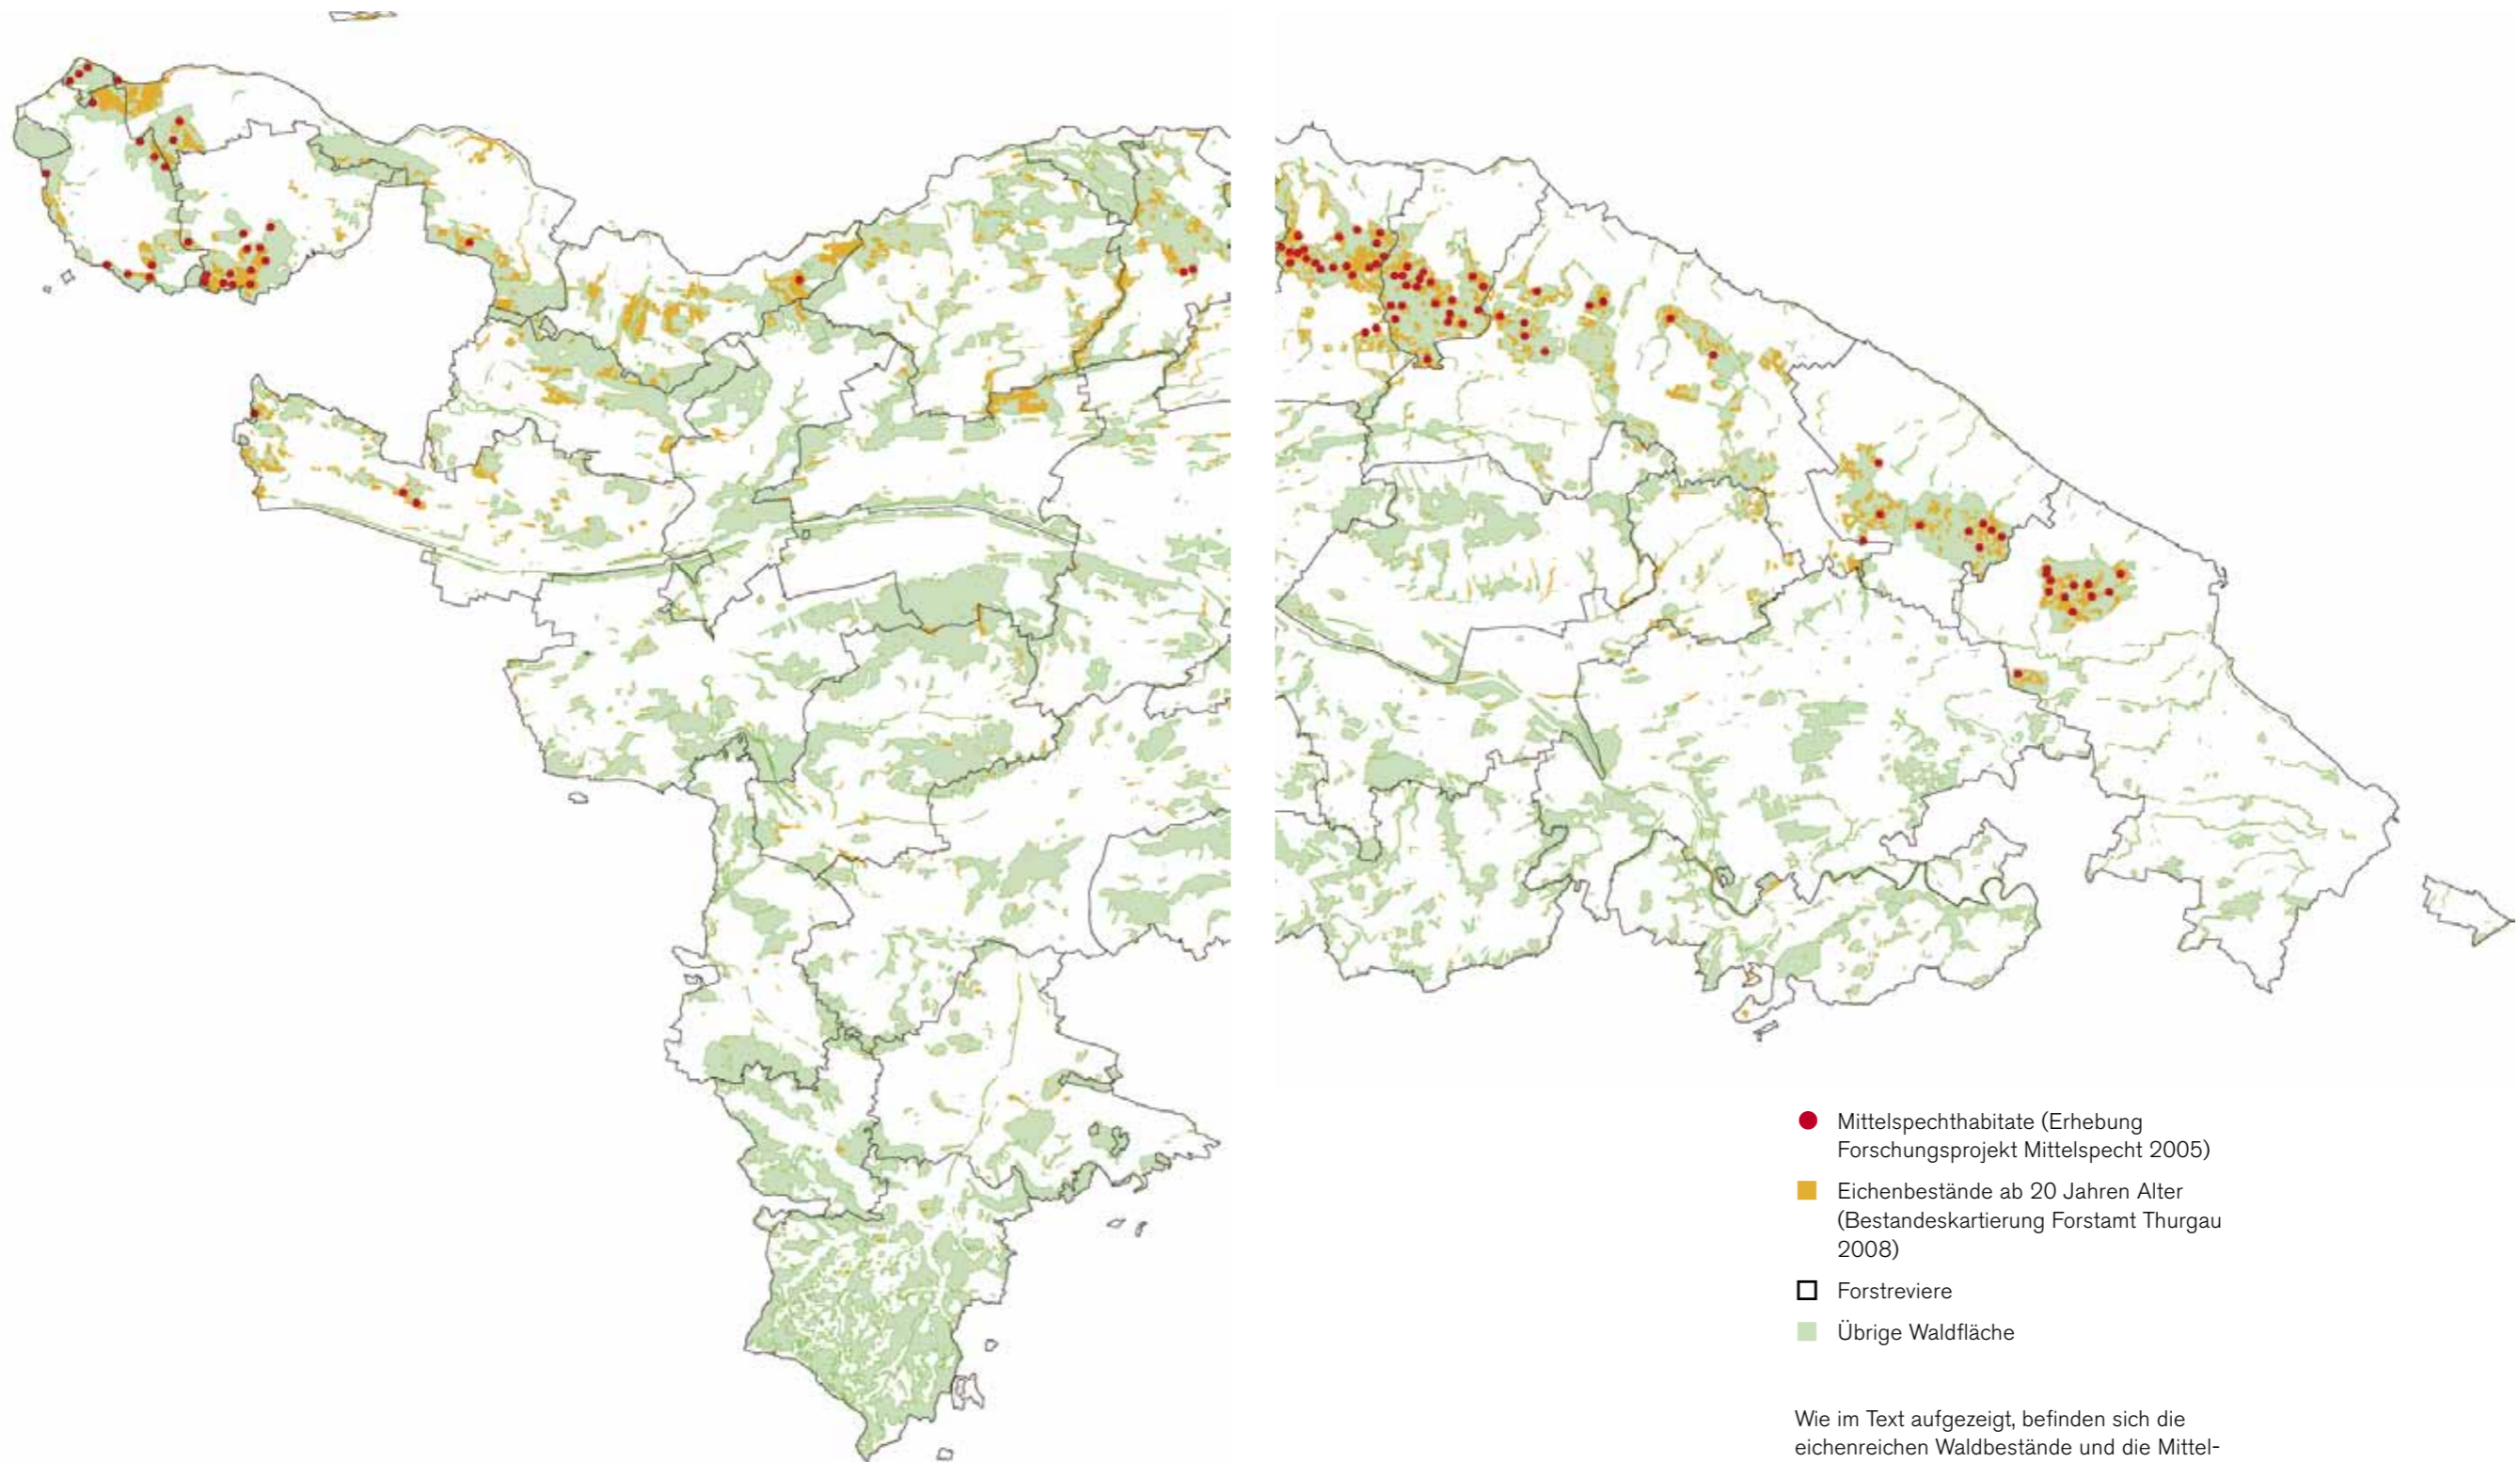 Mittelspechthabitate (Erhebung
Forschungsprojekt Mittelspecht 2005)
Eichenbestände ab 20 Jahren Alter
(Bestandeskartierung Forstamt Thurgau
2008)
Forstreviere
Übrige Waldfläche
Wie im Text aufgezeigt, befinden sich die
eichenreichen Waldbestände und die Mittel-